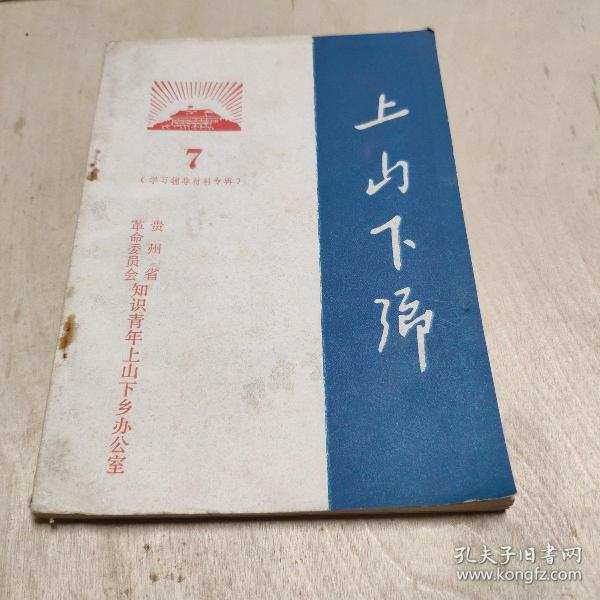 上山下乡
7
(学习辅导材料专辑)
贵州省
革命委员会
知识青年上山下乡办公室
孔夫子旧书网
www.kongfz.com